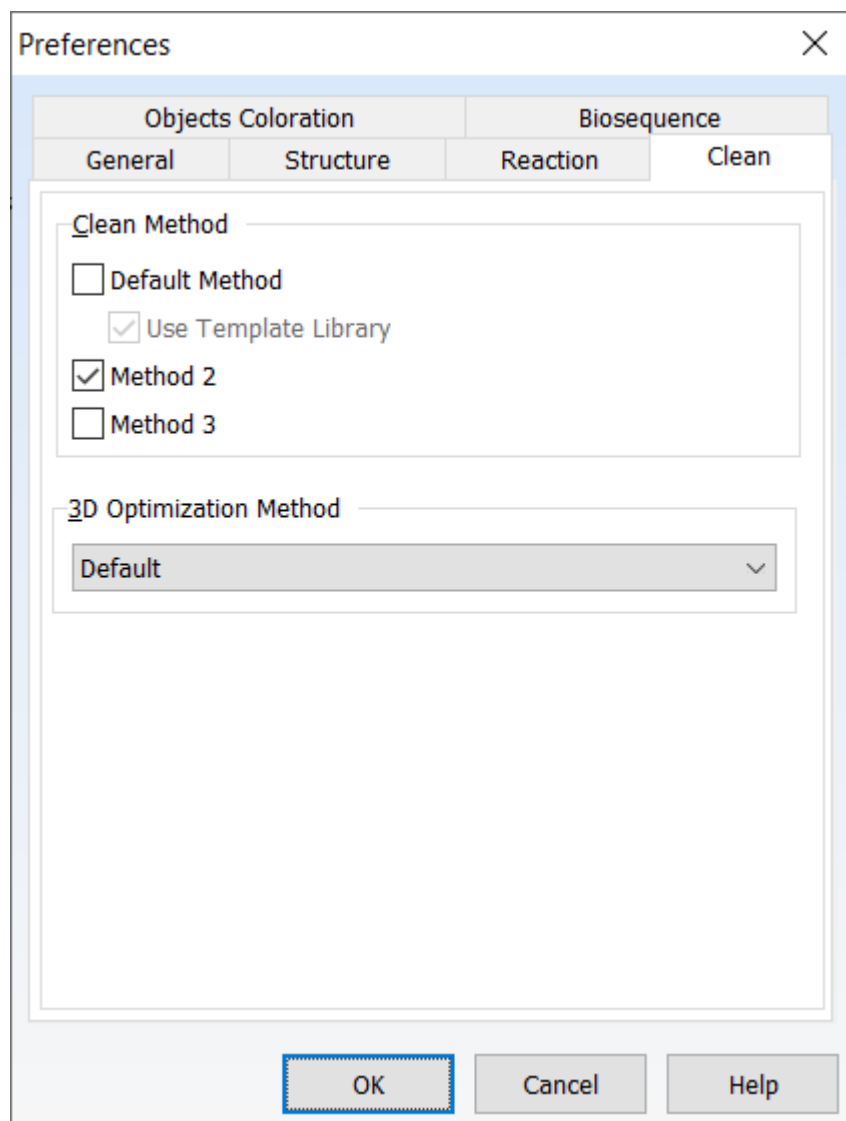 Preferences
Objects Coloration Biosequence
General Structure Reaction Clean
Clean Method
Default Method
Use Template Library
Method 2
Method 3
3D Optimization Method
Default
OK Cancel Help